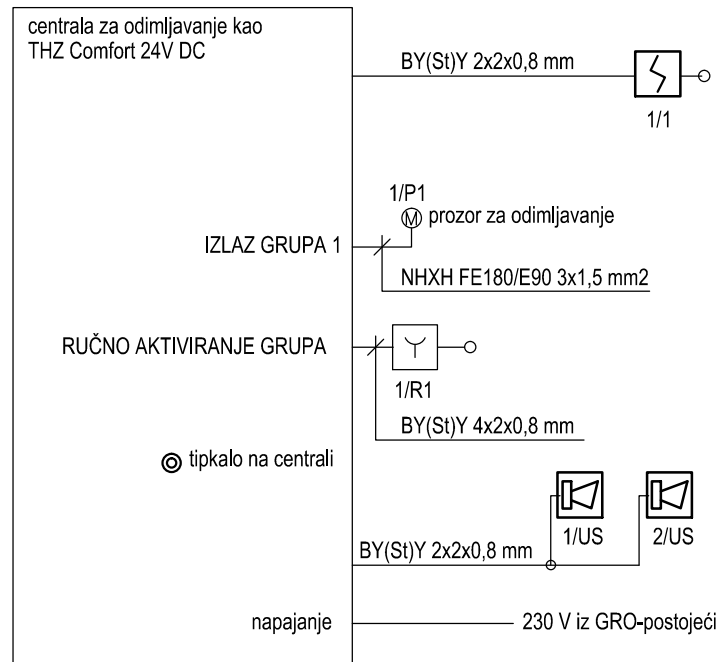 centrala za odimljavanje kao
THZ Comfort 24V DC
BY(St)Y 2x2x0,8 mm
1/1
1/P1
M prozor za odimljavanje
IZLAZ GRUPA 1
NHXH FE180/E90 3x1,5 mm2
RUČNO AKTIVIRANJE GRUPA
1/R1
BY(St)Y 4x2x0,8 mm
tipkalo na centrali
1/US 2/US
BY(St)Y 2x2x0,8 mm
napajanje 230 V iz GRO-postojeći